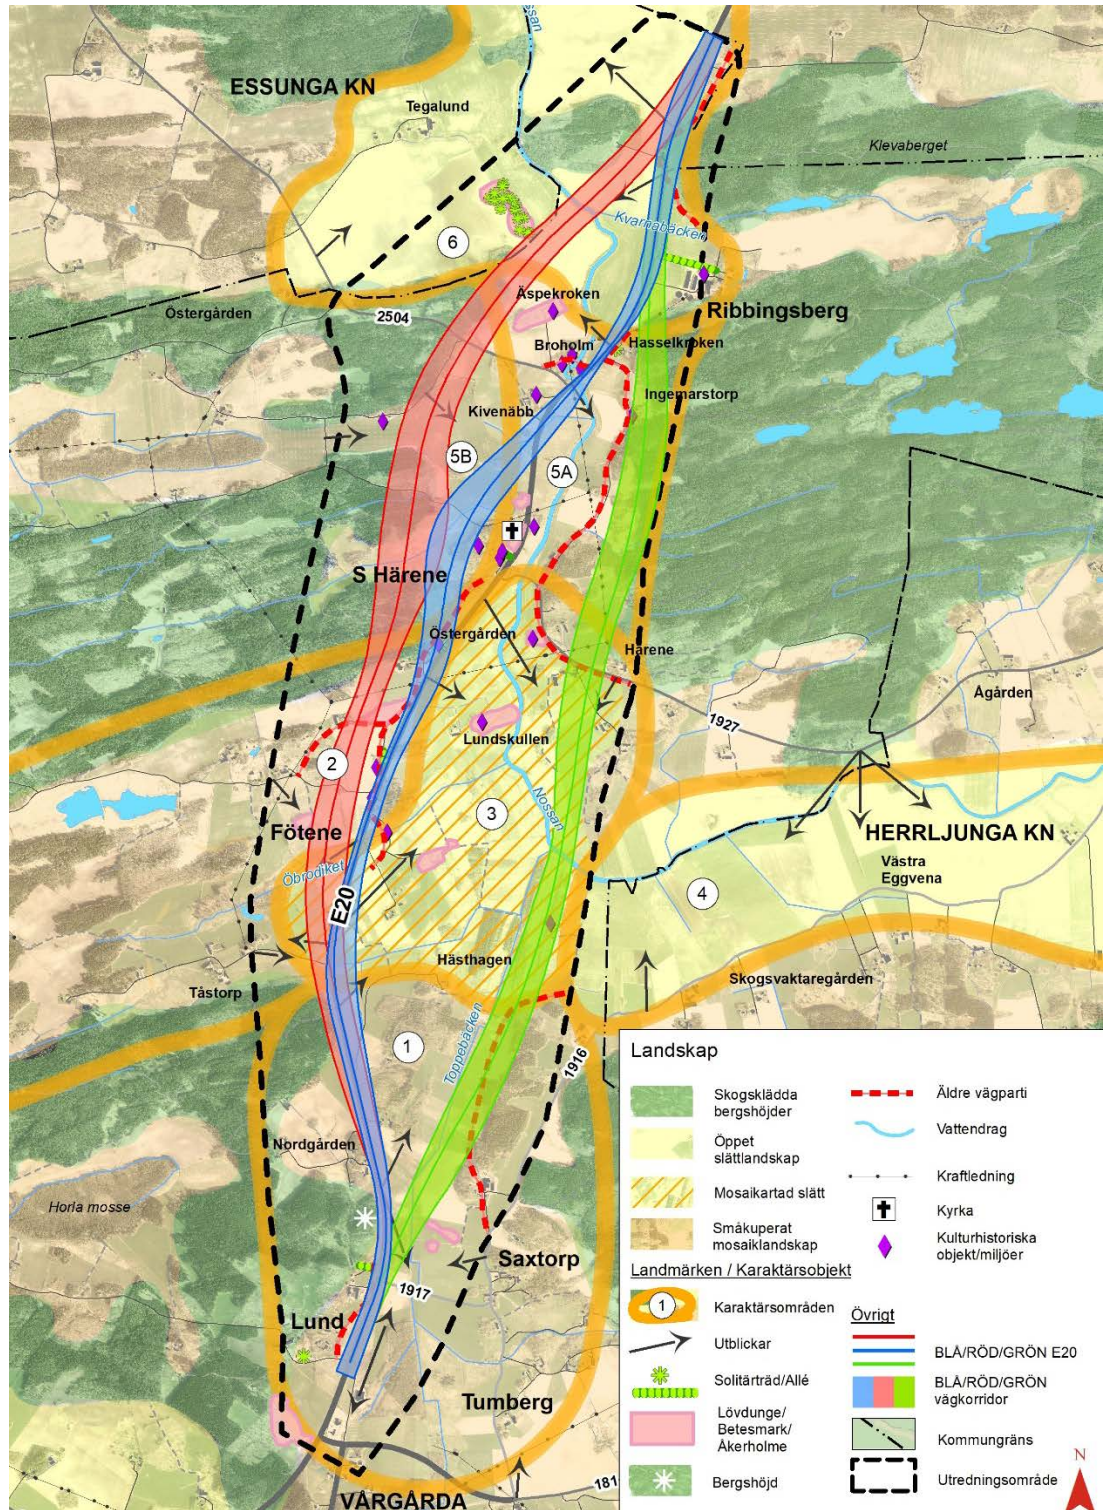 ssan
ESSUNGA KN
Tegalund
Klevaberget
Kvarnabäcken
6
Äspekroken
Östergården
2504
Ribbingsberg
Broholm
Hasselkroken
Ingemarstorp
Kivenäbb
5B
5A
S Härene
Östergården
Härene
Ågården
1927
Lundskullen
2
3
Nossan
Fötene
HERRLJUNGA KN
Öbrodiket
Västra
Eggvena
4
E20
Hästhagen
Skogsvaktaregården
Tåstorp
Toppebäcken
1
1916
Nordgården
Horla mosse
Saxtorp
1917
Lund
Tumberg
181
VÅRGÅRDA
Landskap
Skogsklädda
bergshöjder
Öppet
slättlandskap
Mosaikartad slätt
Småkuperat
mosaiklandskap
Landmärken / Karaktärsobjekt
1
Karaktärsområden
Utblickar
Solitärträd/Allé
Lövdunge/
Betesmark/
Åkerholme
Bergshöjd
Äldre vägparti
Vattendrag
Kraftledning
Kyrka
Kulturhistoriska
objekt/miljöer
Övrigt
BLÅ/RÖD/GRÖN E20
BLÅ/RÖD/GRÖN
vägkorridor
Kommungräns
Utredningsområde
N